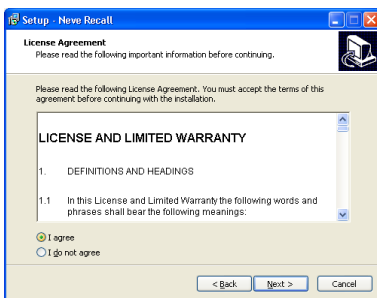 Setup - Neve Recall
License Agreement
Please read the following important information before continuing.
Please read the following License Agreement. You must accept the terms of this
agreement before continuing with the installation.
LICENSE AND LIMITED WARRANTY
1. DEFINITIONS AND HEADINGS
1.1 In this License and Limited Warranty the following words and
phrases shall bear the following meanings:
I agree
I do not agree
< Back Next > Cancel